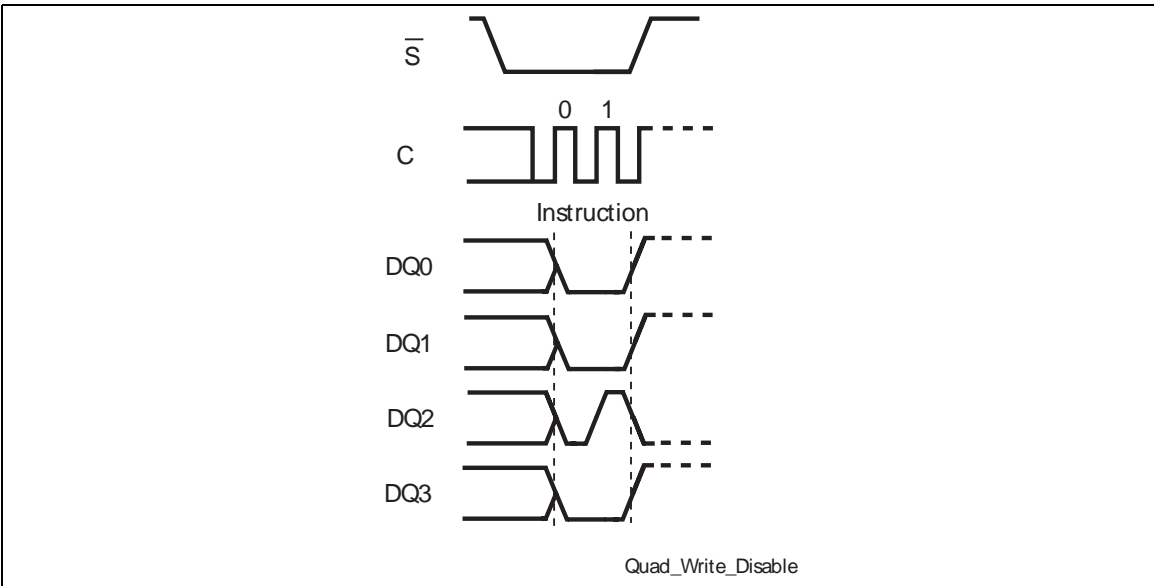 S̅
0 1
C
Instruction
DQ0
DQ1
DQ2
DQ3
Quad_Write_Disable